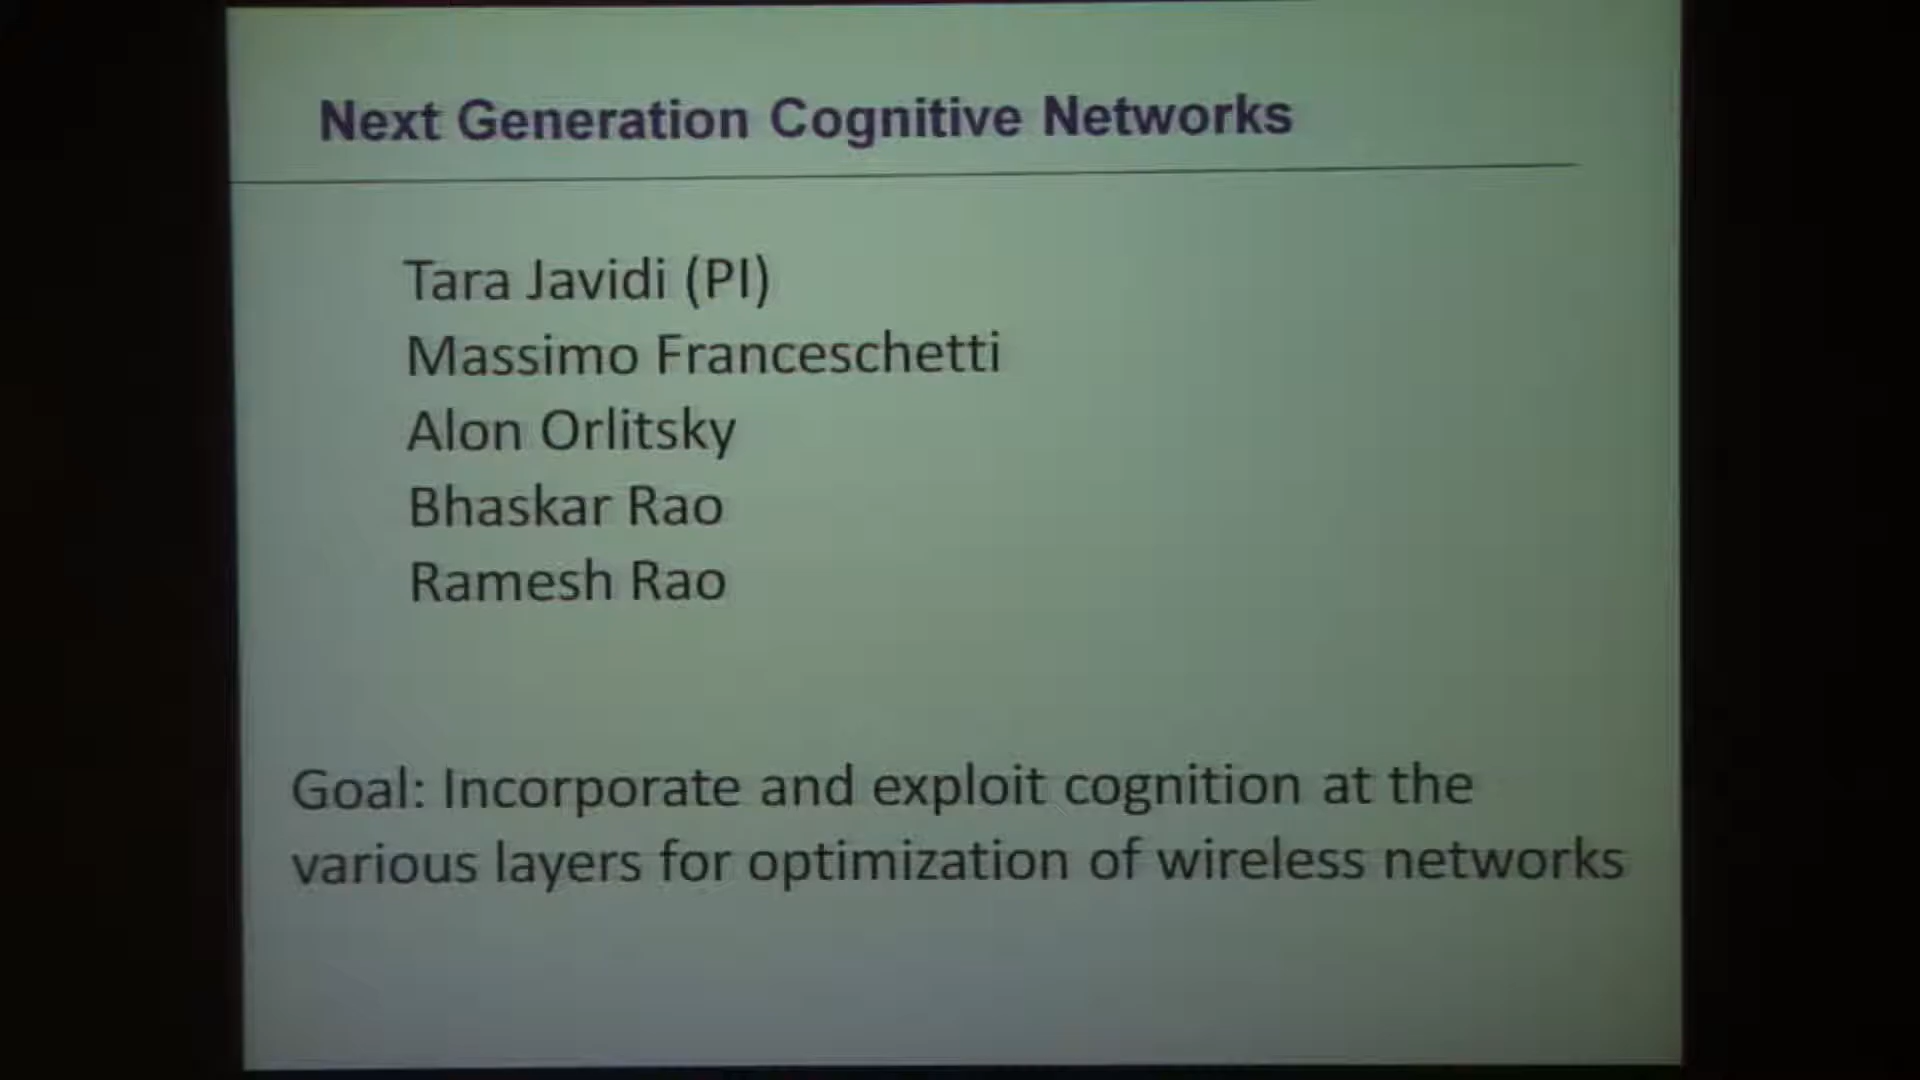 Next Generation Cognitive Networks
Tara Javidi (PI)
Massimo Franceschetti
Alon Orlitsky
Bhaskar Rao
Ramesh Rao
Goal: Incorporate and exploit cognition at the
various layers for optimization of wireless networks